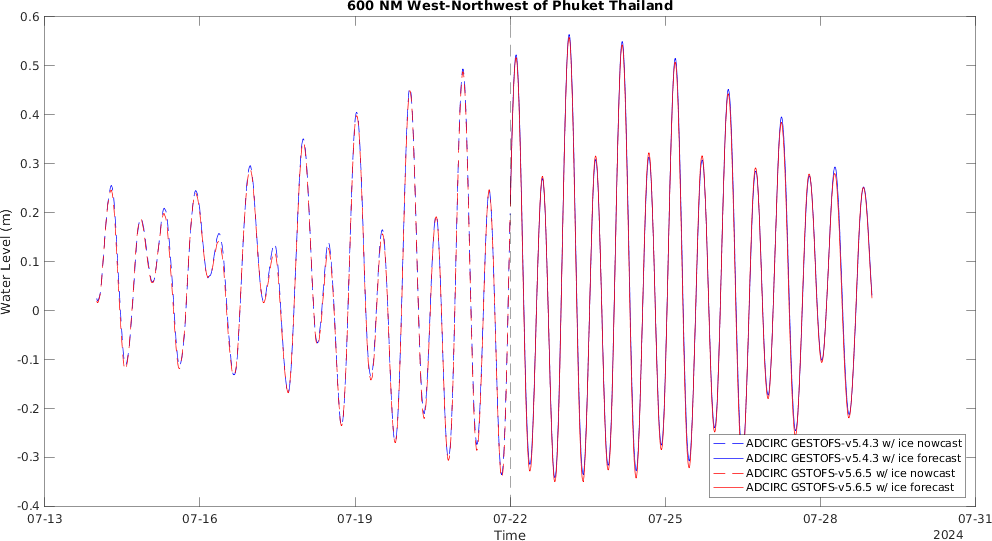 600 NM West-Northwest of Phuket Thailand
0.6
0.5
0.4
0.3
0.2
0.1
0
-0.1
-0.2
-0.3
-0.4
Water Level (m)
ADCIRC GESTOFS-v5.4.3 w/ ice nowcast
ADCIRC GESTOFS-v5.4.3 w/ ice forecast
ADCIRC GSTOFS-v5.6.5 w/ ice nowcast
ADCIRC GSTOFS-v5.6.5 w/ ice forecast
07-13 07-16 07-19 07-22 07-25 07-28 07-31
Time
2024